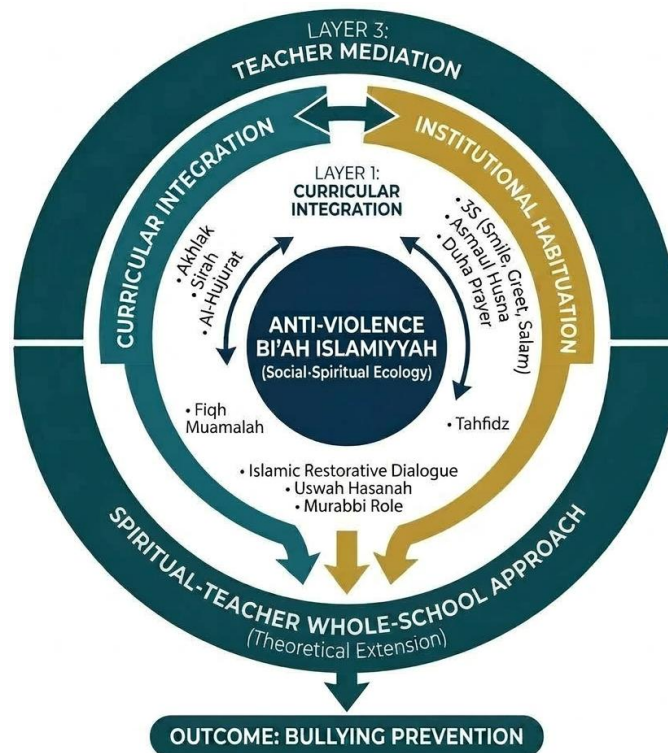 LAYER 3:
TEACHER MEDIATION
CURRICULAR INTEGRATION
INSTITUTIONAL HABITUATION
LAYER 1:
CURRICULAR
INTEGRATION
• Akhlak
• Sirah
• Al-Hujurat
• 3S (Smile, Greet, Salam)
• Asmaul Husna
• Duha Prayer
ANTI-VIOLENCE
BI'AH ISLAMIYYAH
(Social-Spiritual Ecology)
• Fiqh
Muamalah
• Tahfidz
• Islamic Restorative Dialogue
• Uswah Hasanah
• Murabbi Role
SPIRITUAL-TEACHER WHOLE-SCHOOL APPROACH
(Theoretical Extension)
OUTCOME: BULLYING PREVENTION